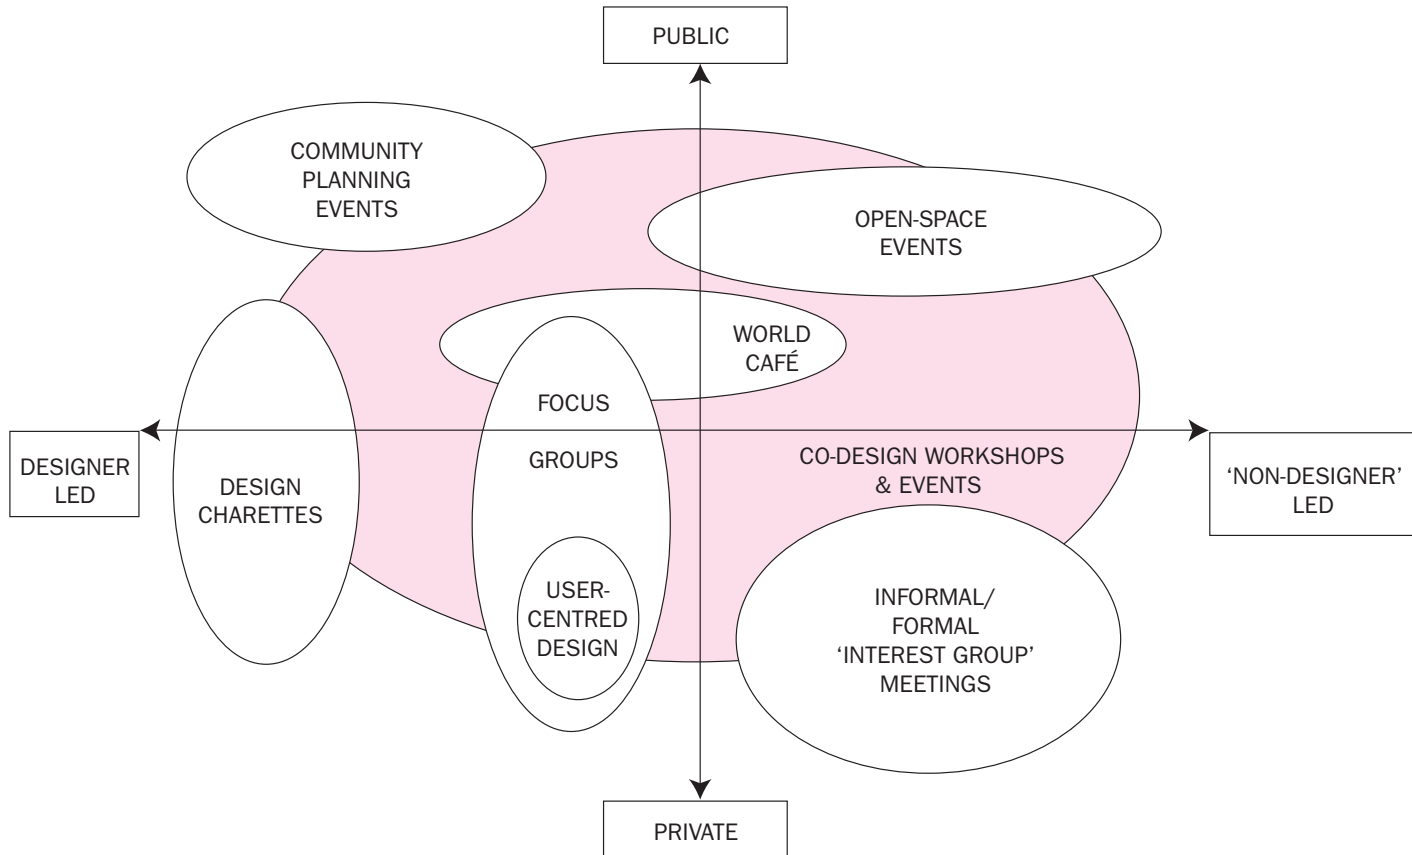 PUBLIC
COMMUNITY
PLANNING
EVENTS
OPEN-SPACE
EVENTS
WORLD
CAFÉ
FOCUS
GROUPS
DESIGNER
LED
DESIGN
CHARETTES
CO-DESIGN WORKSHOPS
& EVENTS
‘NON-DESIGNER’
LED
USER-
CENTRED
DESIGN
INFORMAL/
FORMAL
‘INTEREST GROUP’
MEETINGS
PRIVATE